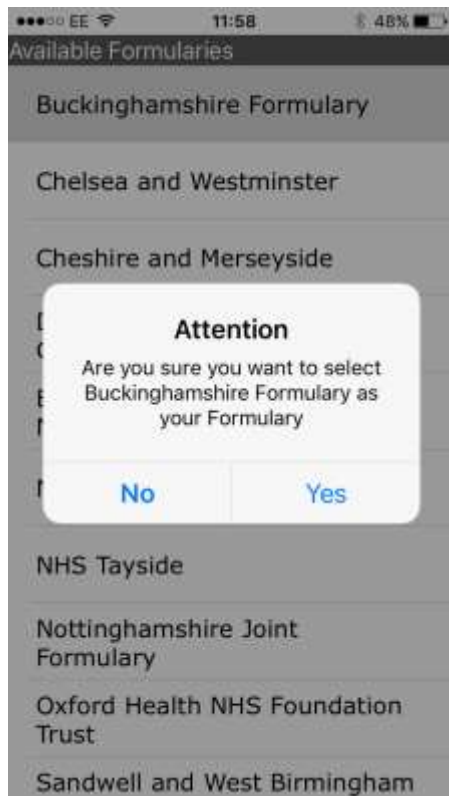 EE 11:58 48%
Available Formularies
Buckinghamshire Formulary
Chelsea and Westminster
Cheshire and Merseyside
Attention
Are you sure you want to select
Buckinghamshire Formulary as
your Formulary
No Yes
NHS Tayside
Nottinghamshire Joint
Formulary
Oxford Health NHS Foundation
Trust
Sandwell and West Birmingham